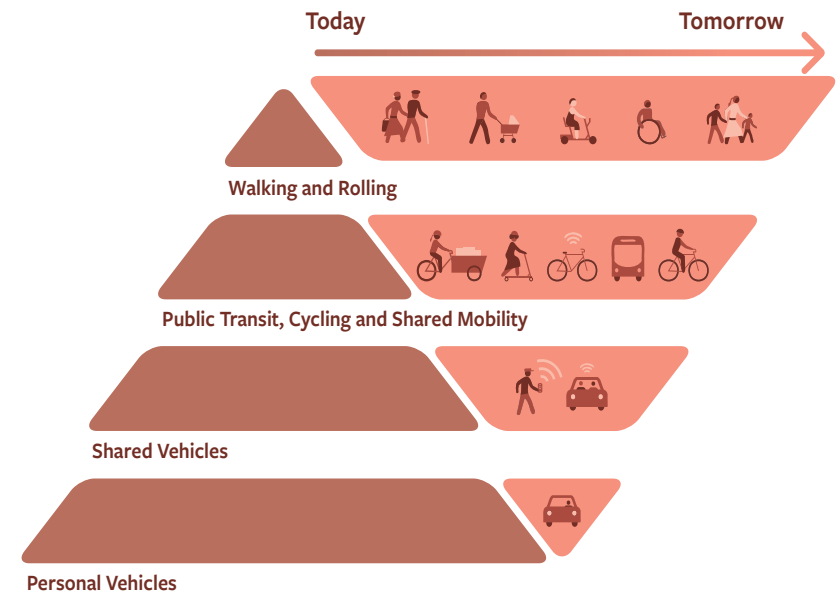 Today
Tomorrow
Walking and Rolling
Public Transit, Cycling and Shared Mobility
Shared Vehicles
Personal Vehicles